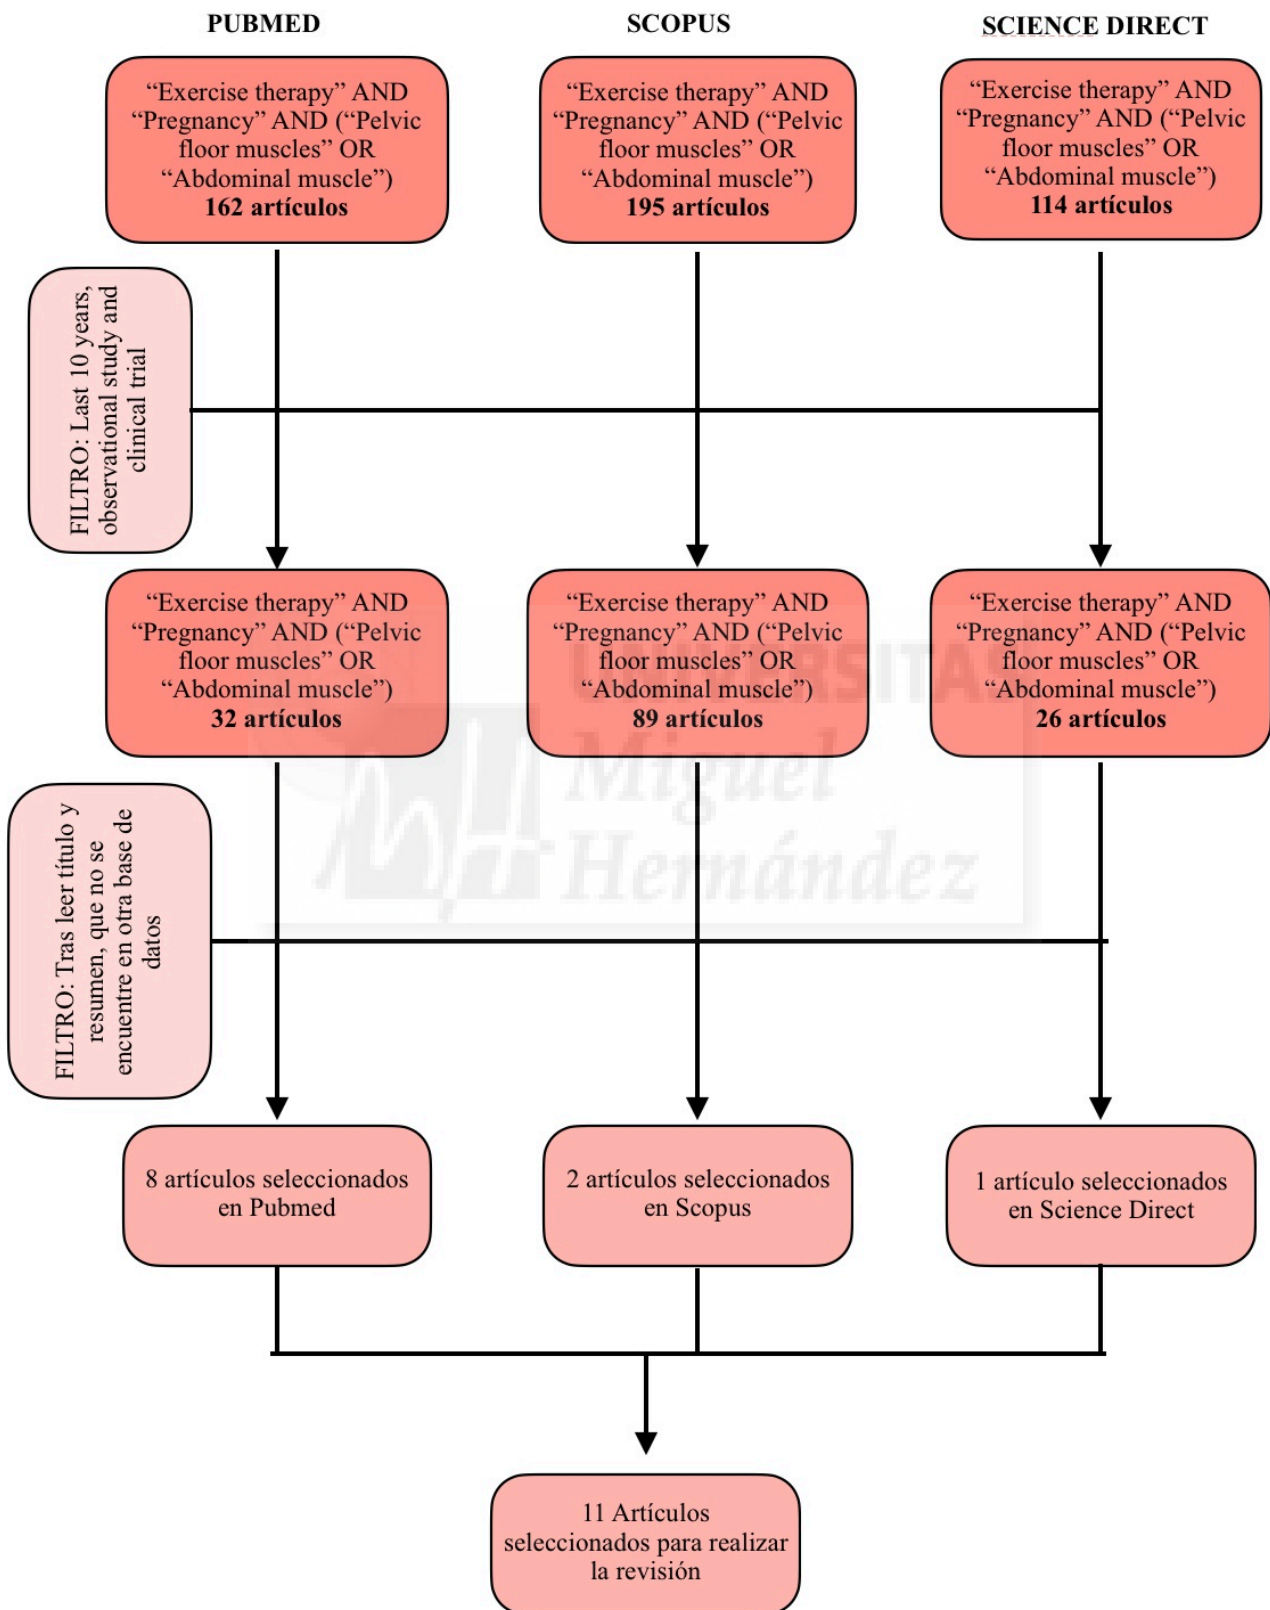 PUBMED
SCOPUS
SCIENCE DIRECT
“Exercise therapy” AND
“Pregnancy” AND (“Pelvic
floor muscles” OR
“Abdominal muscle”)
162 artículos
“Exercise therapy” AND
“Pregnancy” AND (“Pelvic
floor muscles” OR
“Abdominal muscle”)
195 artículos
“Exercise therapy” AND
“Pregnancy” AND (“Pelvic
floor muscles” OR
“Abdominal muscle”)
114 artículos
FILTRO: Last 10 years,
observational study and
clinical trial
“Exercise therapy” AND
“Pregnancy” AND (“Pelvic
floor muscles” OR
“Abdominal muscle”)
32 artículos
“Exercise therapy” AND
“Pregnancy” AND (“Pelvic
floor muscles” OR
“Abdominal muscle”)
89 artículos
“Exercise therapy” AND
“Pregnancy” AND (“Pelvic
floor muscles” OR
“Abdominal muscle”)
26 artículos
UNIVERSITAS
Miguel
Hernández
FILTRO: Tras leer título y
resumen, que no se
encuentre en otra base de
datos
8 artículos seleccionados
en Pubmed
2 artículos seleccionados
en Scopus
1 artículo seleccionados
en Science Direct
11 Artículos
seleccionados para realizar
la revisión